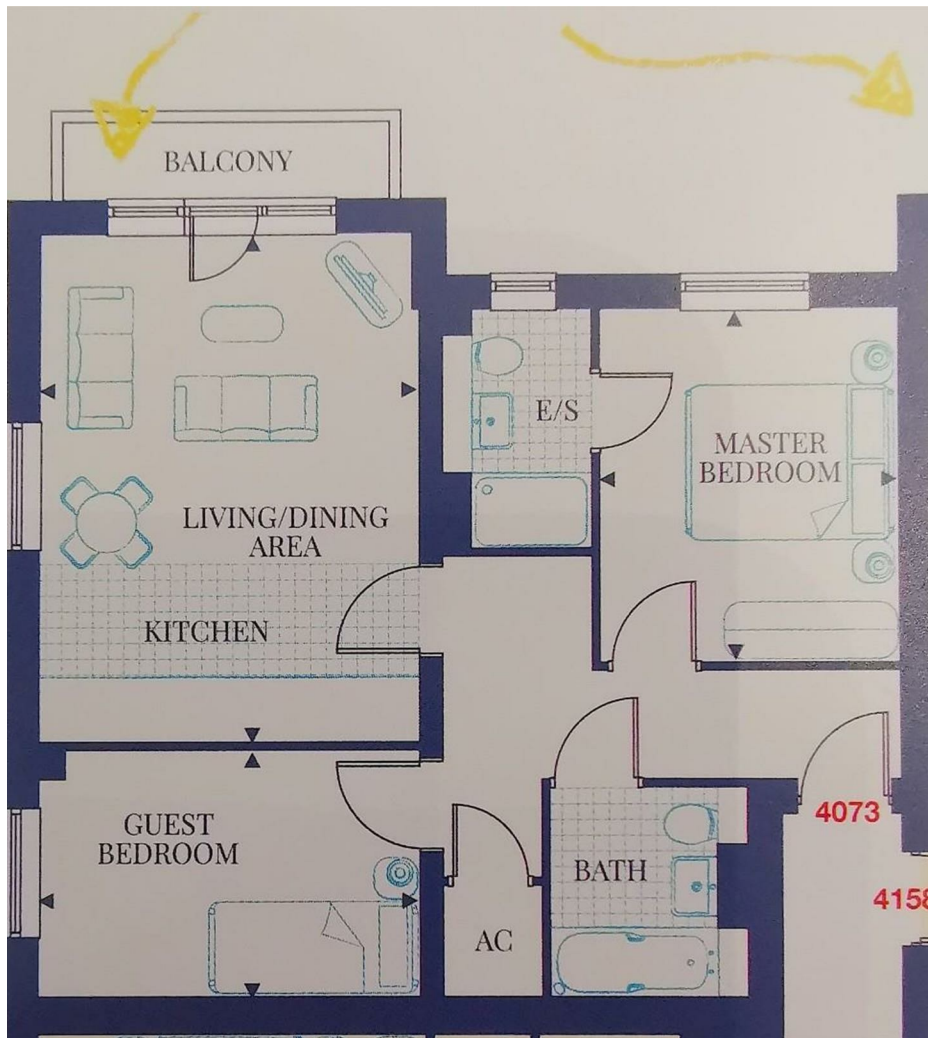 BALCONY
E/S
MASTER
BEDROOM
LIVING/DINING
AREA
KITCHEN
GUEST
BEDROOM
4073
BATH
4158
AC